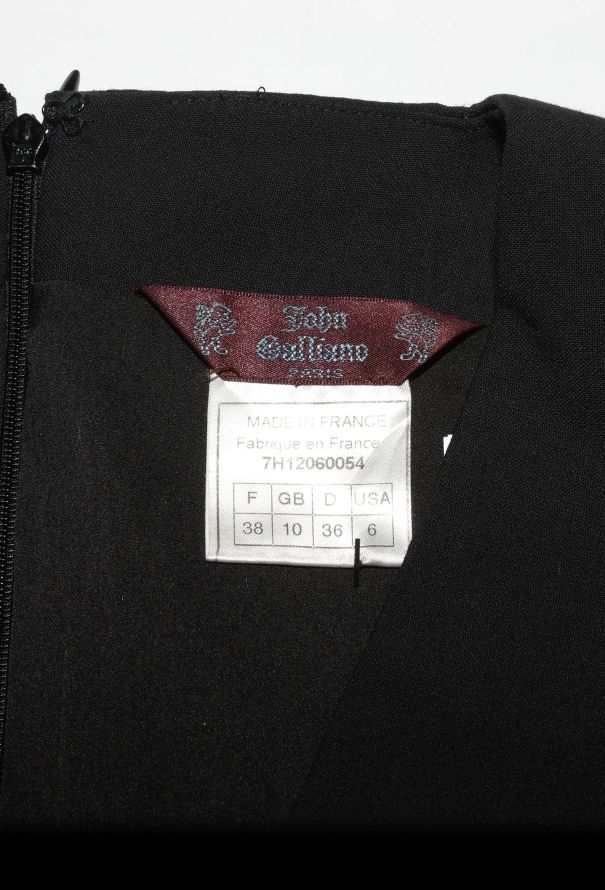 John
Galliano
PARIS
MADE IN FRANCE
Fabrique en France
7H12060054
F GB D USA
38 10 36 6